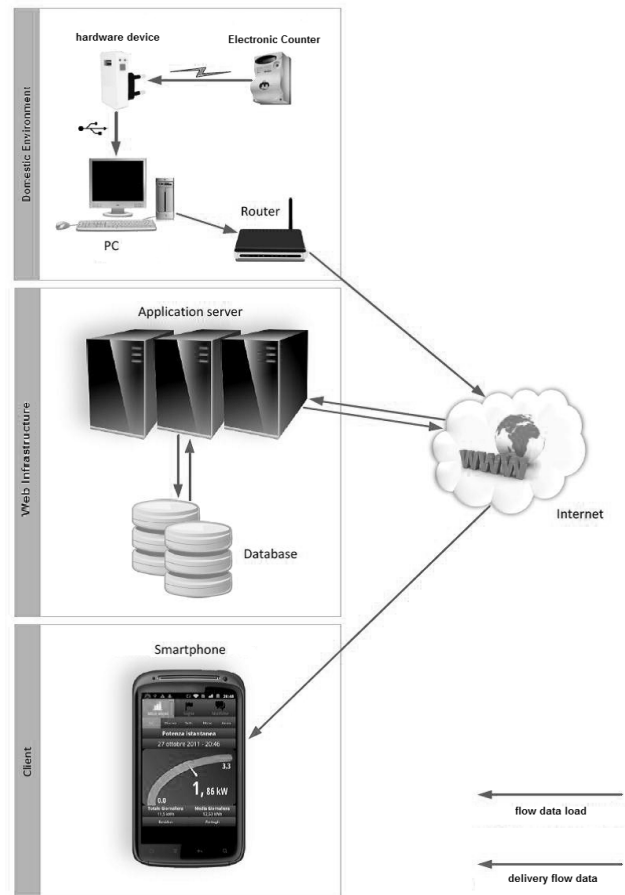 Domestic Environment
hardware device
Electronic Counter
PC
Router
Web Infrastructure
Application server
Database
WWW
Internet
Client
Smartphone
Potenza Istantanea
27 ottobre 2011 - 20:46
3.3
0.0
1, 86 kW
flow data load
delivery flow data